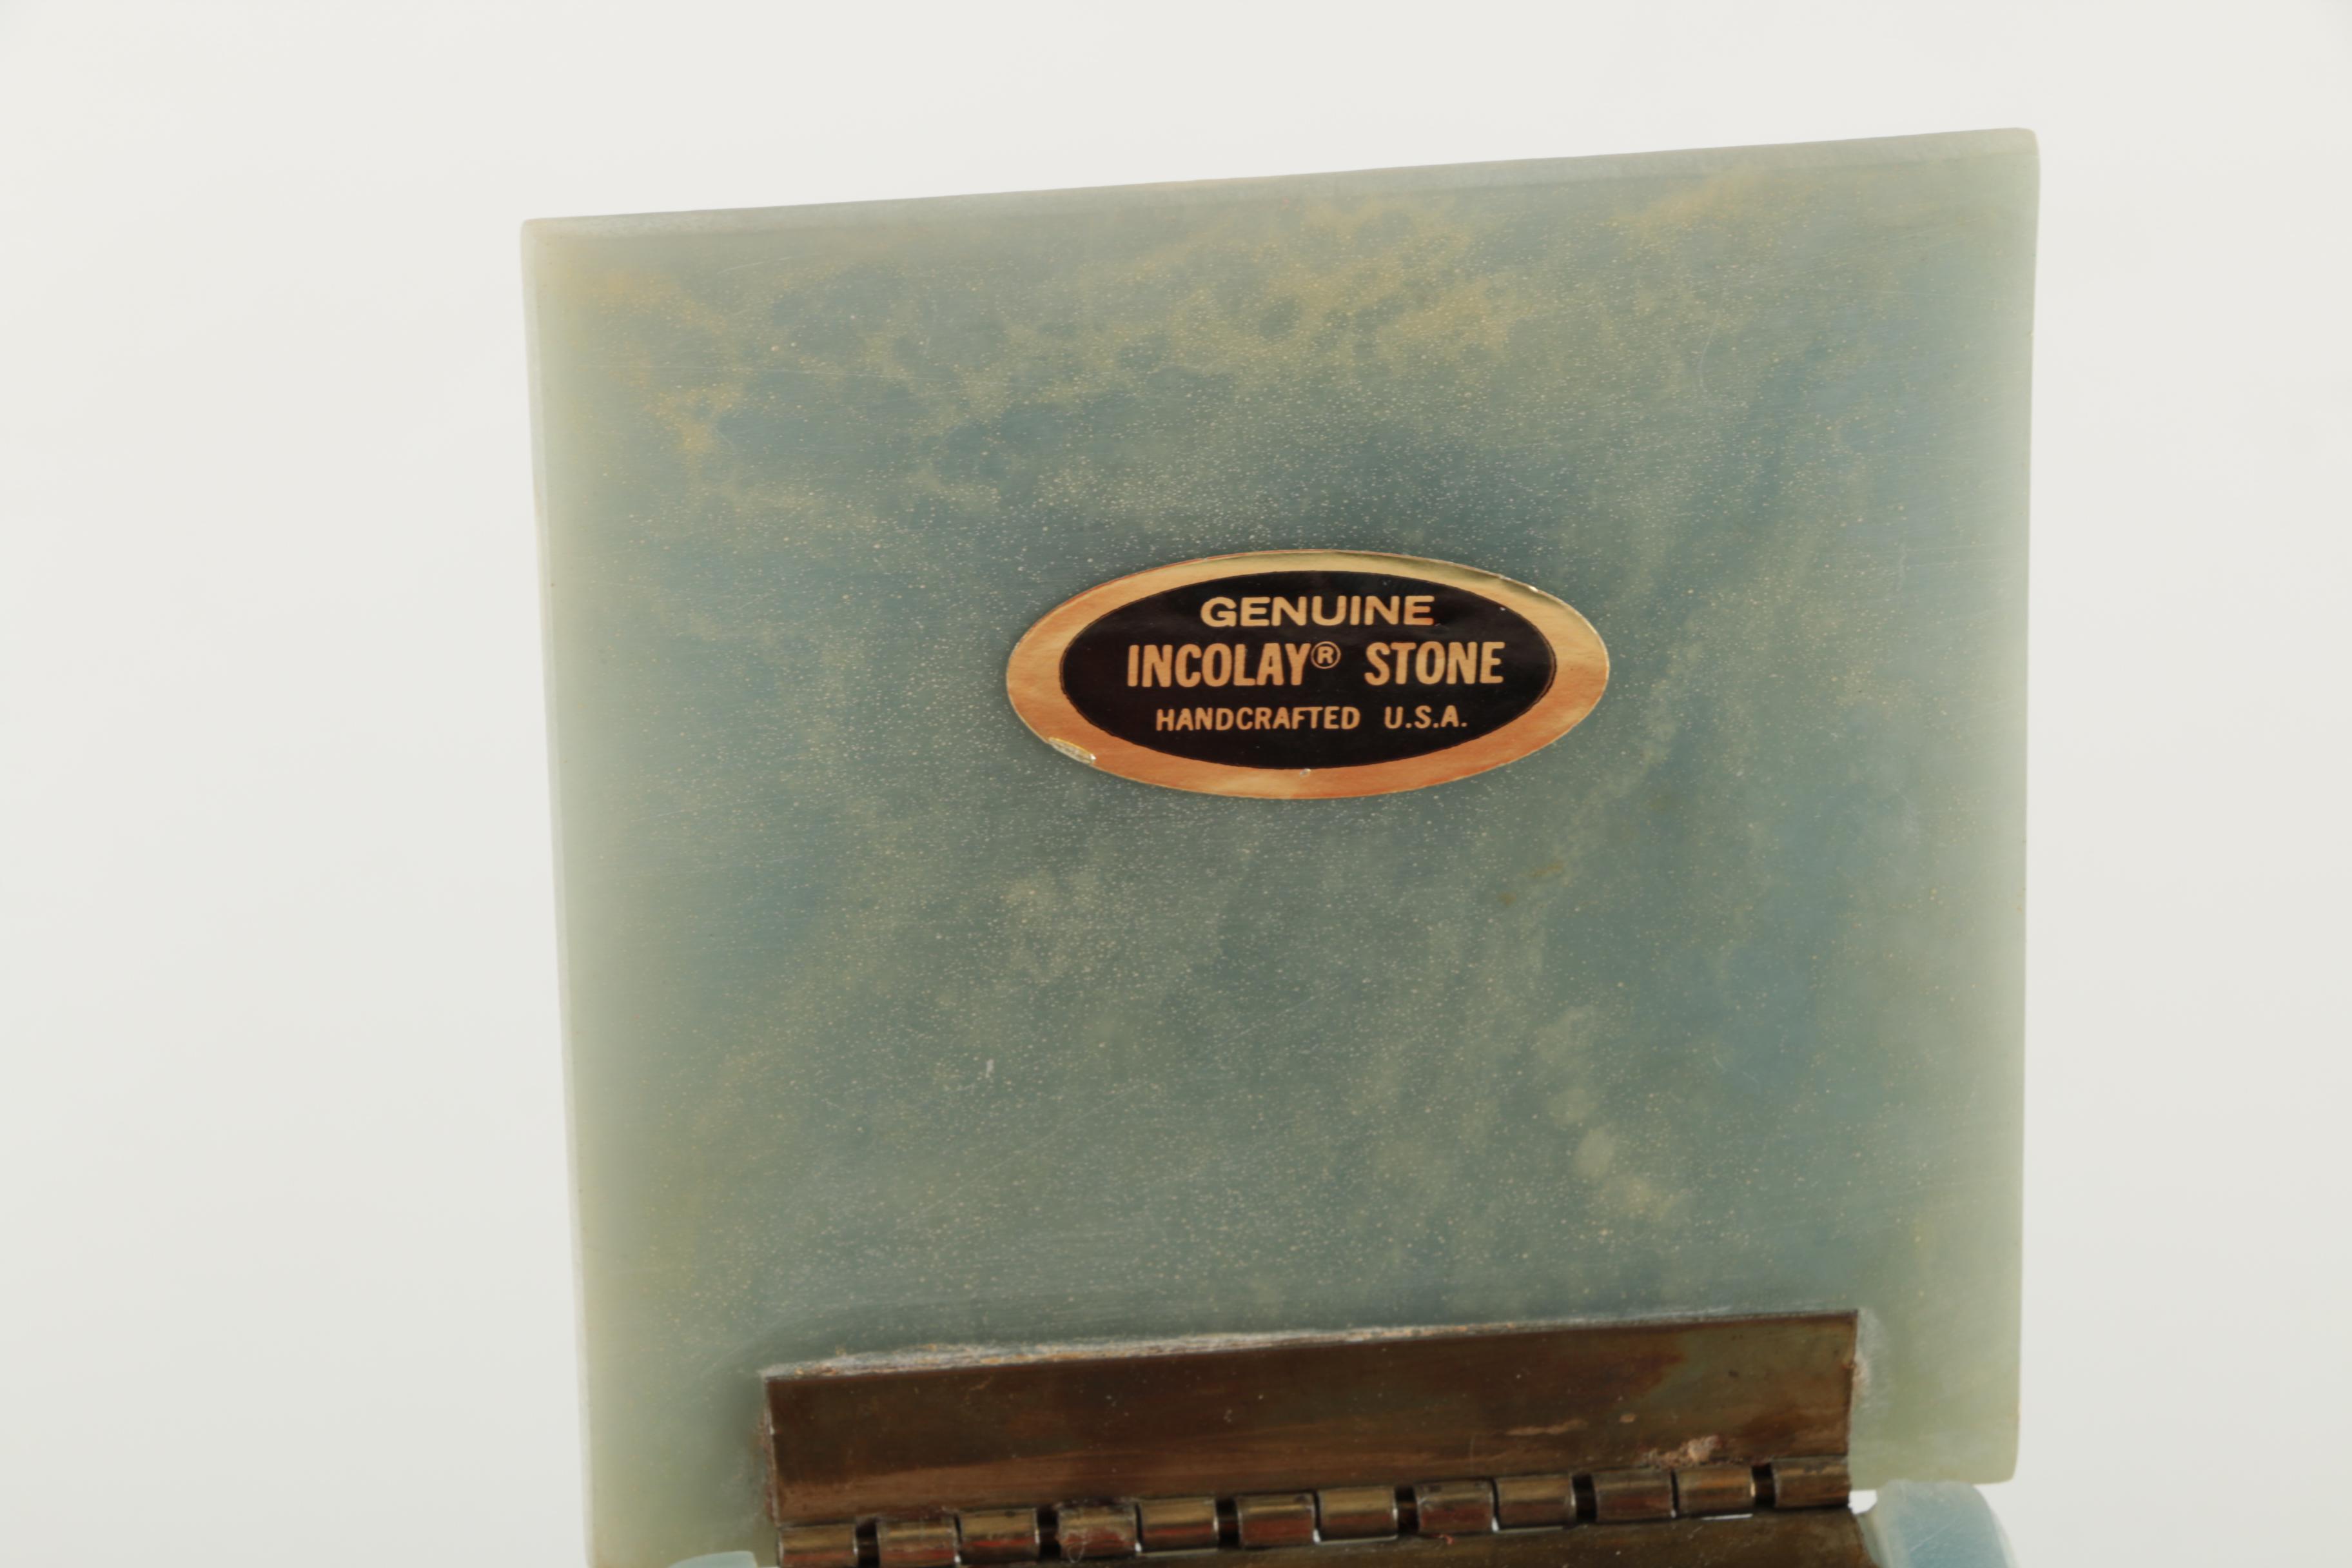 GENUINE
INCOLAY® STONE
HANDCRAFTED U.S.A.